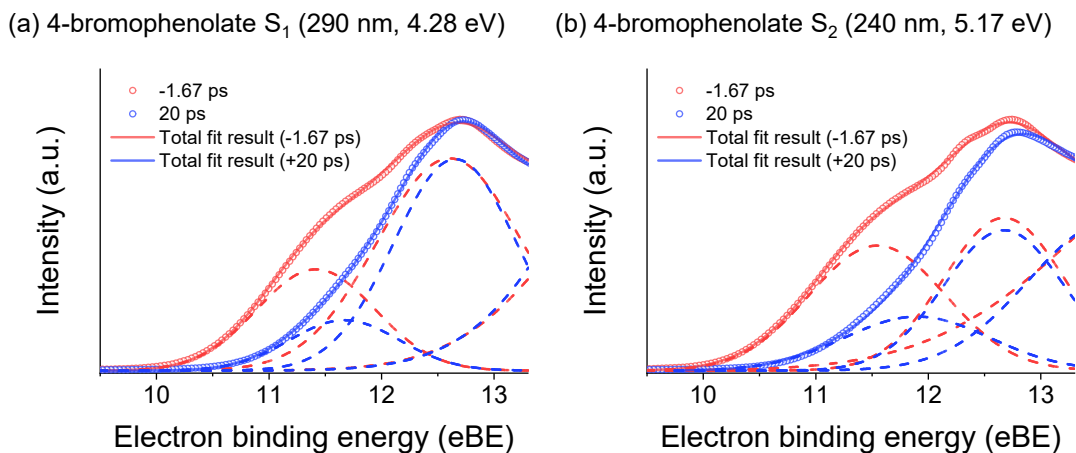 (a) 4-bromophenolate S₁ (290 nm, 4.28 eV)
-1.67 ps
20 ps
Total fit result (-1.67 ps)
Total fit result (+20 ps)
Intensity (a.u.)
10 11 12 13
Electron binding energy (eBE)
(b) 4-bromophenolate S₂ (240 nm, 5.17 eV)
-1.67 ps
20 ps
Total fit result (-1.67 ps)
Total fit result (+20 ps)
Intensity (a.u.)
10 11 12 13
Electron binding energy (eBE)